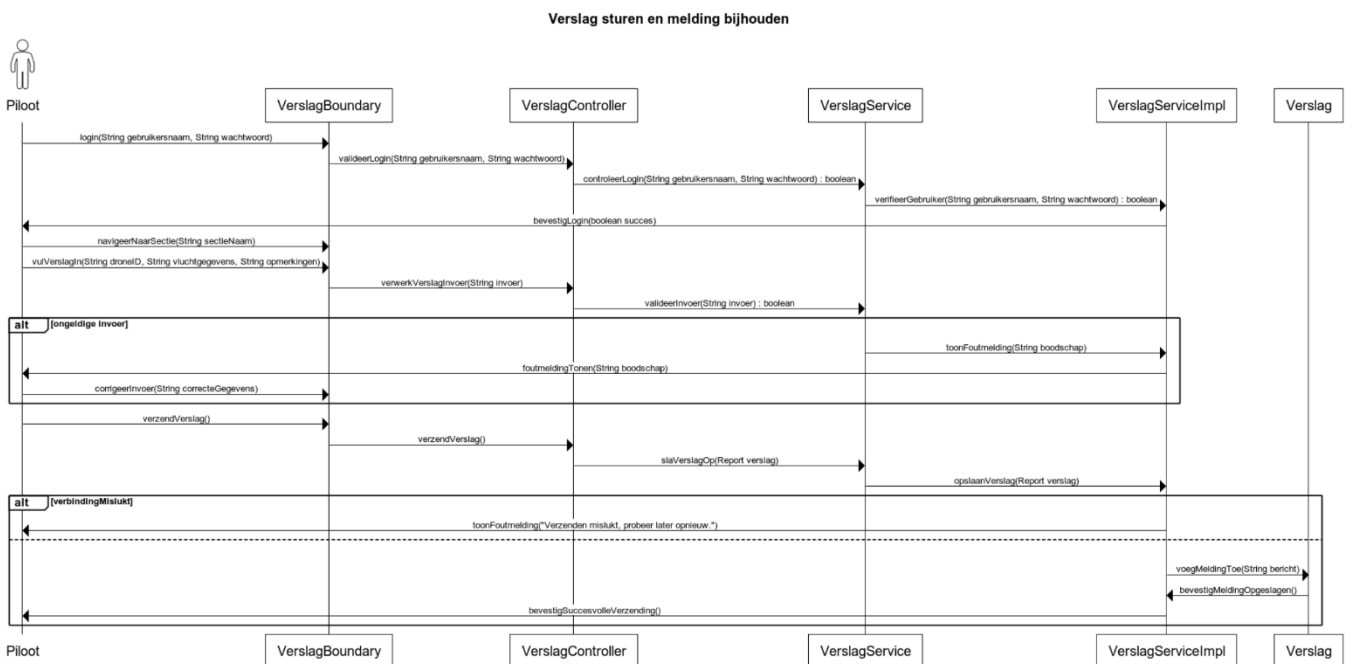 Verslag sturen en melding bijhouden
Piloot
VerslagBoundary
VerslagController
VerslagService
VerslagServiceImpl
Verslag
login(String gebruikersnaam, String wachtwoord)
valideerLogin(String gebruikersnaam, String wachtwoord)
controleerLogin(String gebruikersnaam, String wachtwoord) : boolean
verifieerGebruiker(String gebruikersnaam, String wachtwoord) : boolean
bevestigLogin(boolean succes)
navigeerNaarSectie(String sectieNaam)
vulVerslagIn(String droneID, String vluchtgegevens, String opmerkingen)
verwerkVerslagInvoer(String invoer)
valideerInvoer(String invoer) : boolean
alt [ongeldige invoer]
toonFoutmelding(String boodschap)
foutmeldingTonen(String boodschap)
corrigeerInvoer(String correcteGegevens)
verzendVerslag()
verzendVerslag()
slaVerslagOp(Report verslag)
opslaanVerslag(Report verslag)
alt [verbindingMislukt]
toonFoutmelding("Verzenden mislukt, probeer later opnieuw.")
voegMeldingToe(String bericht)
bevestigMeldingOpgeslagen()
bevestigSuccesvolleVerzending()
Piloot
VerslagBoundary
VerslagController
VerslagService
VerslagServiceImpl
Verslag